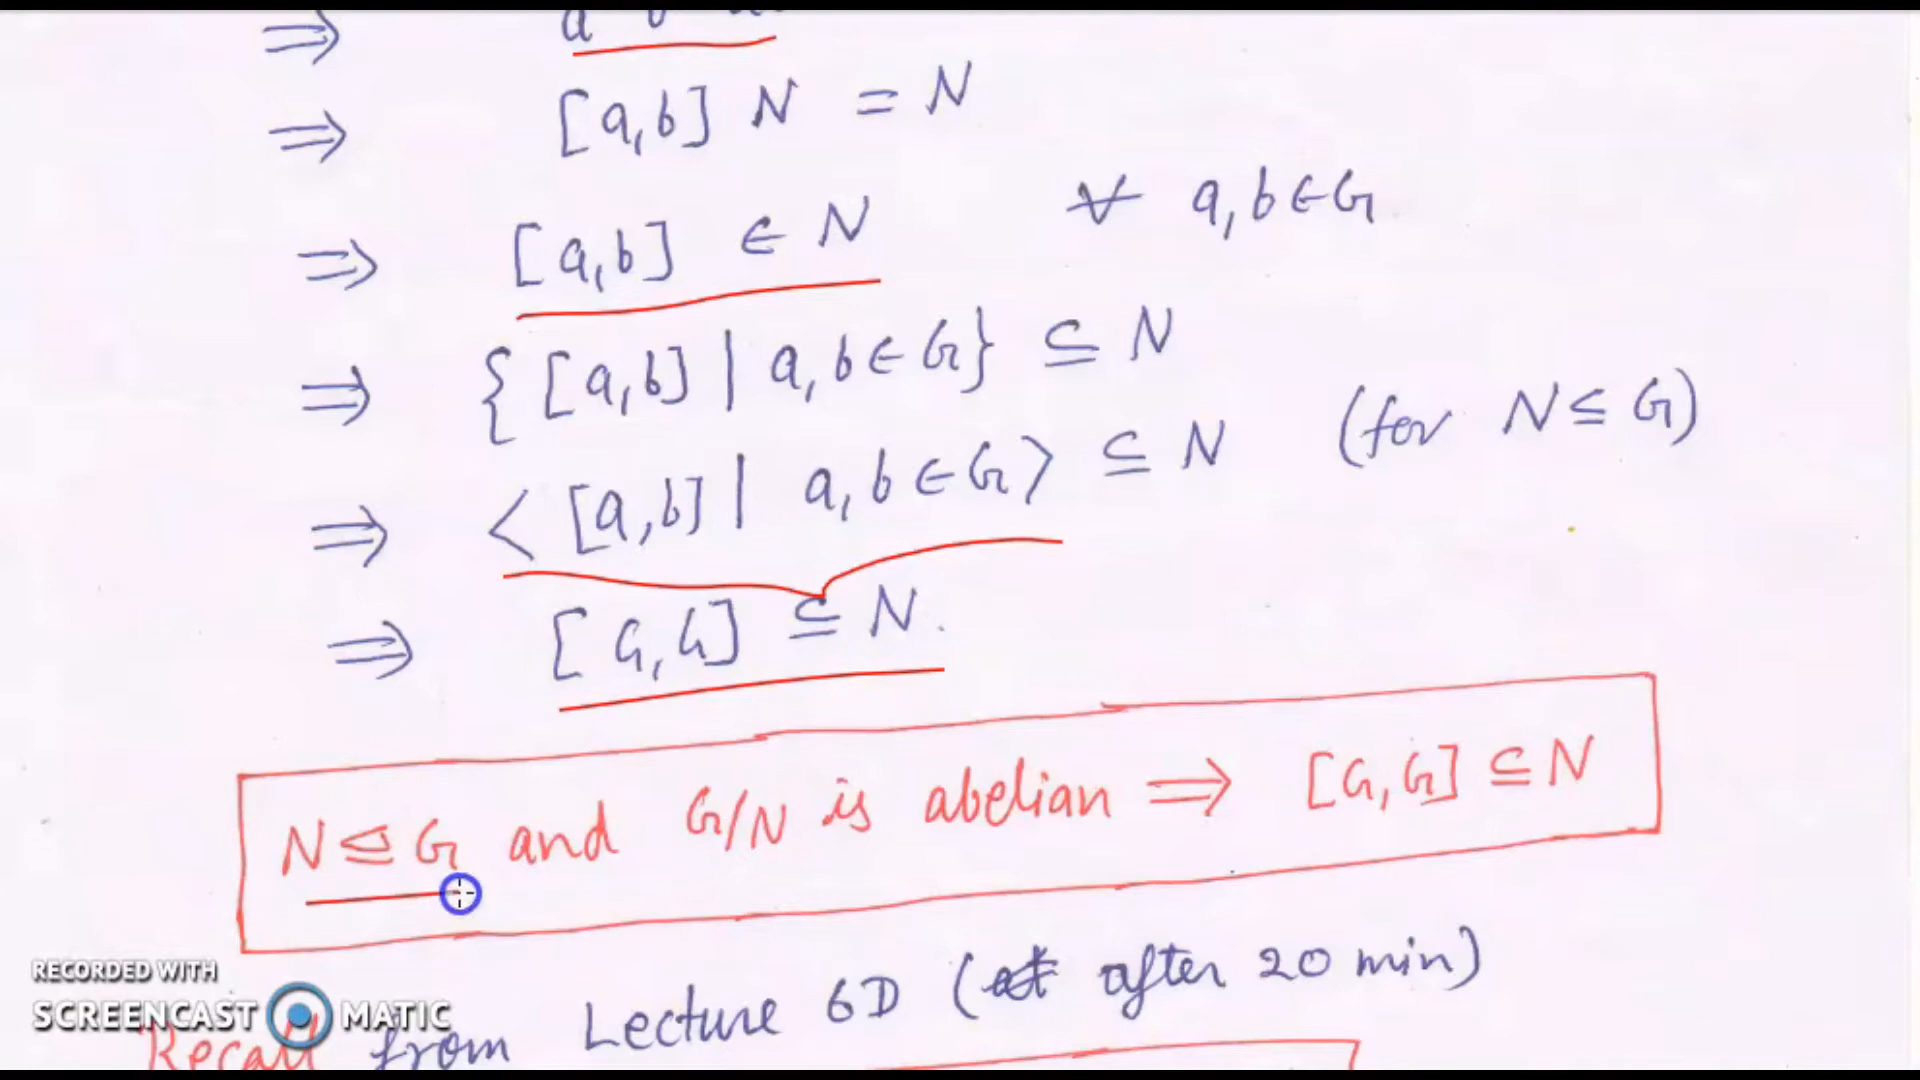 ⇒
⇒ [a,b] N = N
⇒ [a,b] ∈ N ∀ a,b∈G
⇒ {[a,b] | a,b∈G} ⊆ N
⇒ <[a,b] | a,b∈G> ⊆ N (for N≤G)
⇒ [G,G] ⊆ N.
N⊴G and G/N is abelian ⇒ [G,G] ⊆ N
Recall from Lecture 6D (after 20 min)
RECORDED WITH
SCREENCAST MATIC